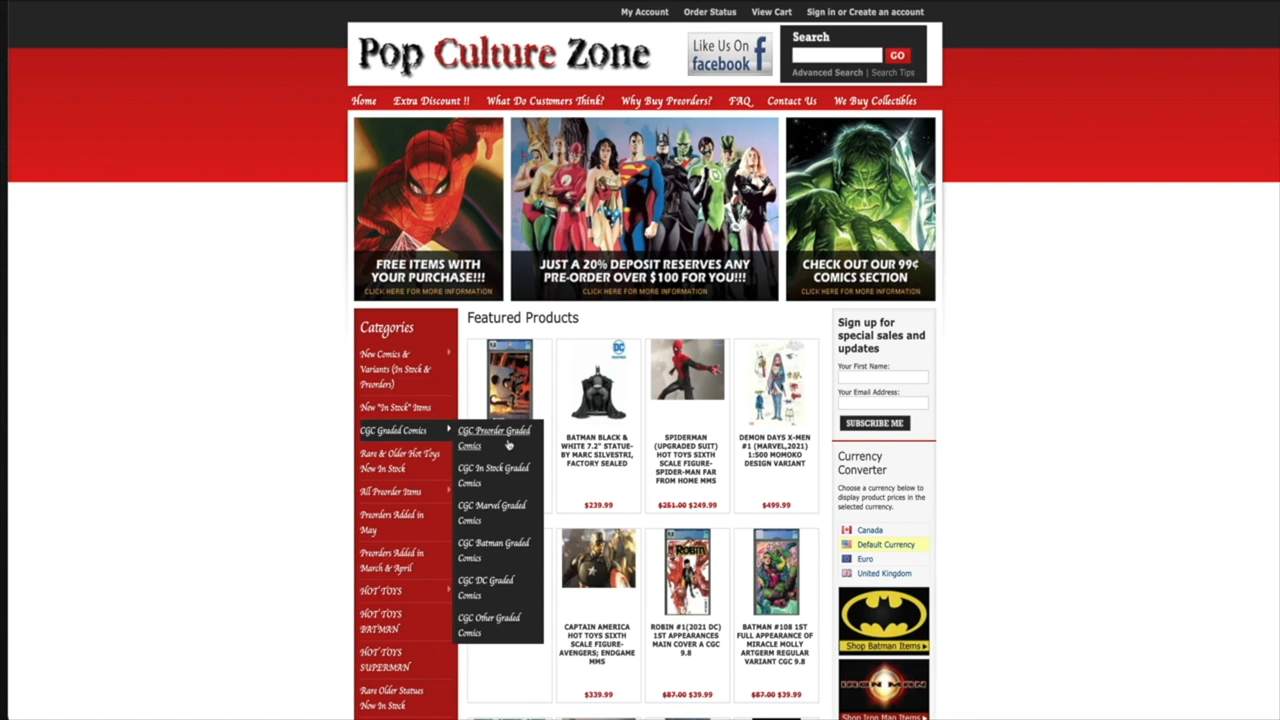 My Account Order Status View Cart Sign in or Create an account
Pop Culture Zone
Like Us On
facebook
Search
GO
Advanced Search | Search Tips
Home Extra Discount !! What Do Customers Think? Why Buy Preorders? FAQ Contact Us We Buy Collectibles
FREE ITEMS WITH
YOUR PURCHASE!!!
CLICK HERE FOR MORE INFORMATION
JUST A 20% DEPOSIT RESERVES ANY
PRE-ORDER OVER $100 FOR YOU!!!
CLICK HERE FOR MORE INFORMATION
CHECK OUT OUR 99¢
COMICS SECTION
CLICK HERE FOR MORE INFORMATION
Categories
New Comics &
Variants (In Stock &
Preorders)
New "In Stock" Items
CGC Graded Comics
Rare & Older Hot Toys
Now In Stock
All Preorder Items
Preorders Added in
May
Preorders Added in
March & April
HOT TOYS
HOT TOYS
BATMAN
HOT TOYS
SUPERMAN
Rare Older Statues
Now In Stock
CGC Preorder Graded
Comics
CGC In Stock Graded
Comics
CGC Marvel Graded
Comics
CGC Batman Graded
Comics
CGC DC Graded
Comics
CGC Other Graded
Comics
Featured Products
DC
BATMAN BLACK &
WHITE 7.2" STATUE-
BY MARC SILVESTRI,
FACTORY SEALED
$239.99
SPIDERMAN
(UPGRADED SUIT)
HOT TOYS SIXTH
SCALE FIGURE-
SPIDER-MAN FAR
FROM HOME MMS
$251.00 $249.99
DEMON DAYS X-MEN
#1 (MARVEL,2021)
1:500 MOMOKO
DESIGN VARIANT
$499.99
CAPTAIN AMERICA
HOT TOYS SIXTH
SCALE FIGURE-
AVENGERS; ENDGAME
MMS
$339.99
ROBIN
ROBIN #1(2021 DC)
1ST APPEARANCES
MAIN COVER A CGC
9.8
$87.00 $39.99
BATMAN #108 1ST
FULL APPEARANCE OF
MIRACLE MOLLY
ARTGERM REGULAR
VARIANT CGC 9.8
$87.00 $39.99
Sign up for
special sales and
updates
Your First Name:
Your Email Address:
SUBSCRIBE ME
Currency
Converter
Choose a currency below to
display product prices in the
selected currency.
Canada
Default Currency
Euro
United Kingdom
Shop Batman Items
IRON MAN
Shop Iron Man Items